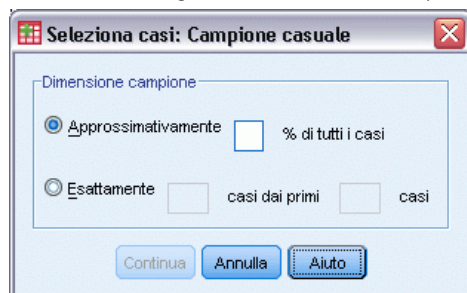 Seleziona casi: Campione casuale
Dimensione campione
Approssimativamente % di tutti i casi
Esattamente casi dai primi casi
Continua Annulla Aiuto